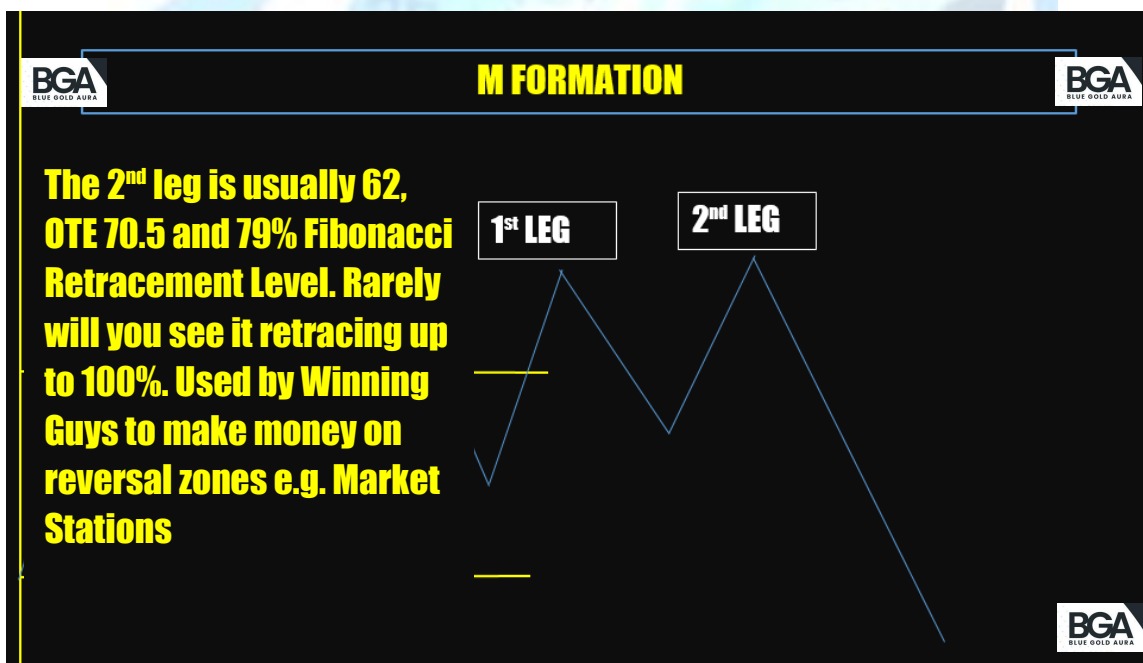 BGA
BLUE GOLD AURA
M FORMATION
BGA
BLUE GOLD AURA
The 2nd leg is usually 62,
OTE 70.5 and 79% Fibonacci
Retracement Level. Rarely
will you see it retracing up
to 100%. Used by Winning
Guys to make money on
reversal zones e.g. Market
Stations
1st LEG
2nd LEG
BGA
BLUE GOLD AURA